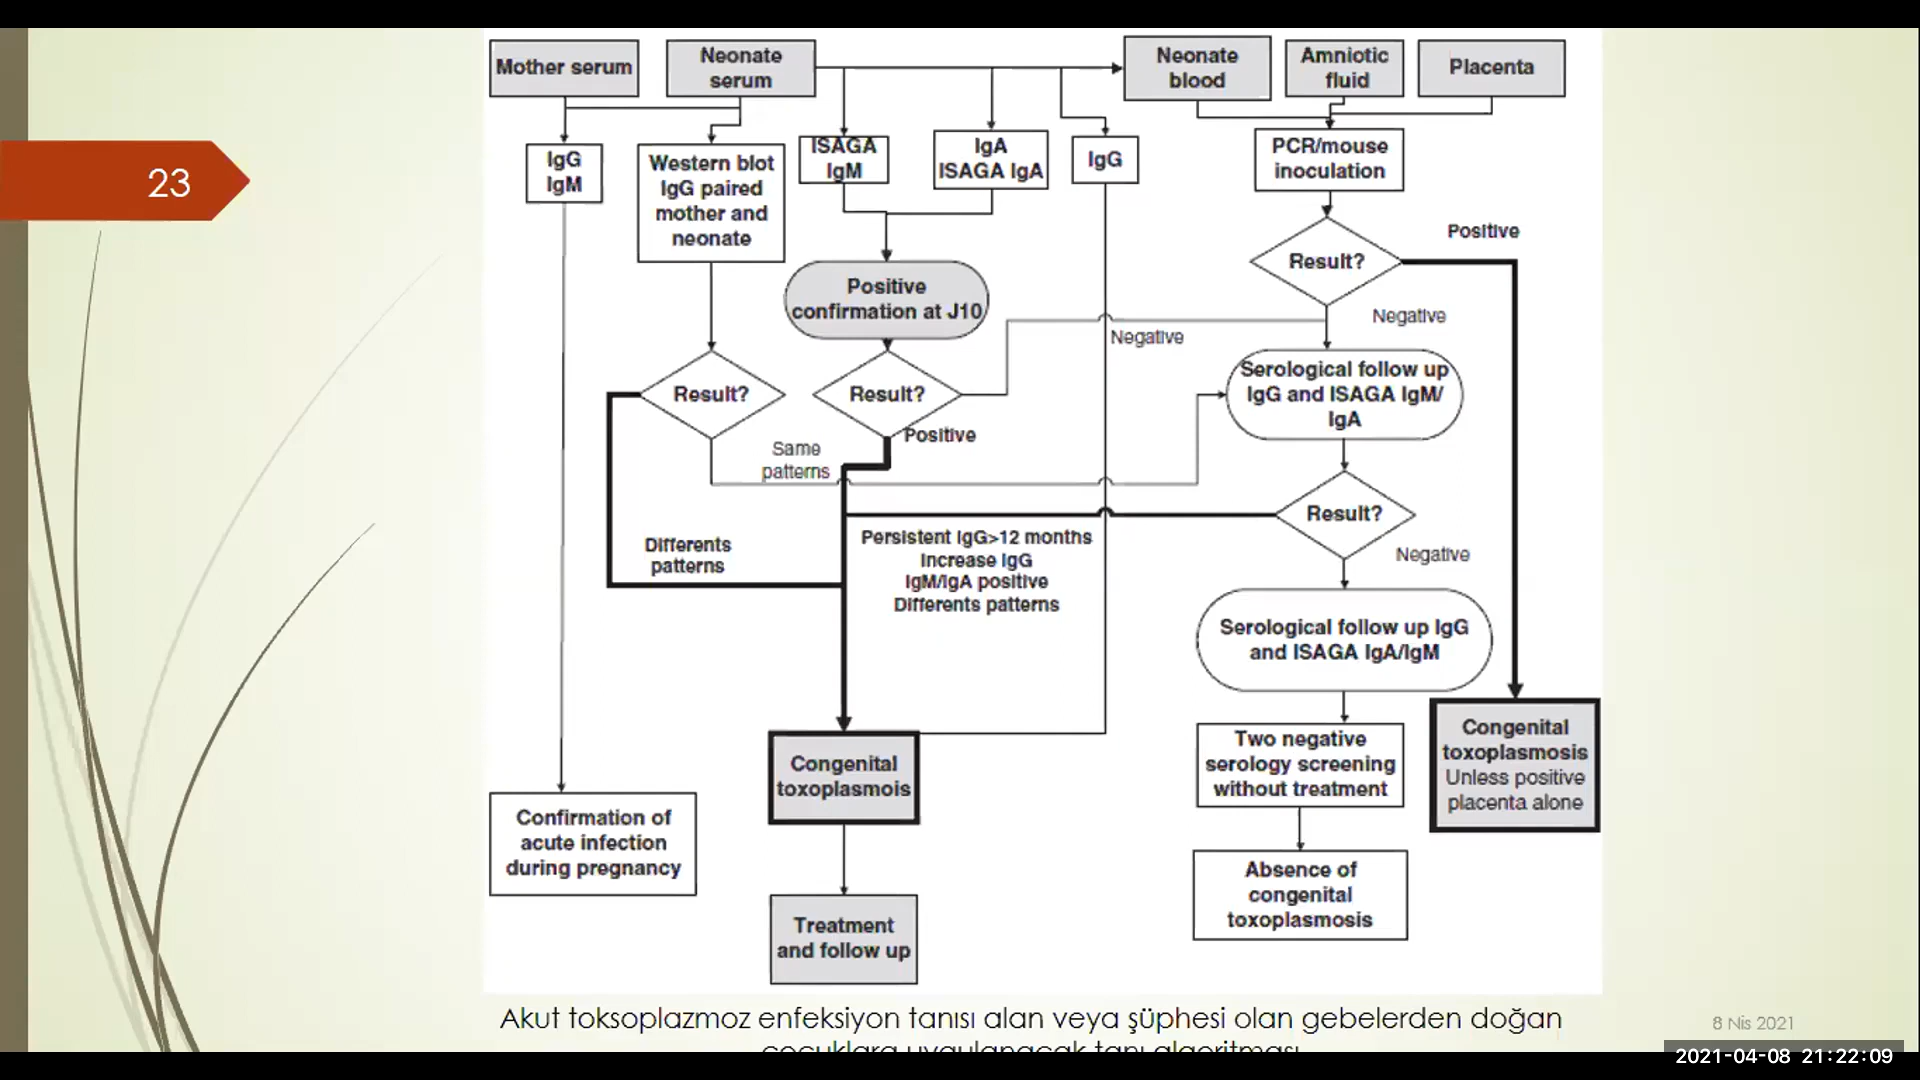 23
Mother serum
Neonate
serum
Neonate
blood
Amniotic
fluid
Placenta
IgG
IgM
Western blot
IgG paired
mother and
neonate
ISAGA
IgM
IgA
ISAGA IgA
IgG
PCR/mouse
inoculation
Positive
confirmation at J10
Result?
Positive
Negative
Negative
Result?
Result?
Serological follow up
IgG and ISAGA IgM/
IgA
Positive
Same
patterns
Result?
Negative
Differents
patterns
Persistent IgG>12 months
Increase IgG
IgM/IgA positive
Differents patterns
Serological follow up IgG
and ISAGA IgA/IgM
Congenital
toxoplasmois
Two negative
serology screening
without treatment
Congenital
toxoplasmosis
Unless positive
placenta alone
Confirmation of
acute infection
during pregnancy
Absence of
congenital
toxoplasmosis
Treatment
and follow up
Akut toksoplazmoz enfeksiyon tanısı alan veya şüphesi olan gebelerden doğan
çocuklara uygulanacak tanı algoritması
8 Nis 2021
2021-04-08 21:22:09